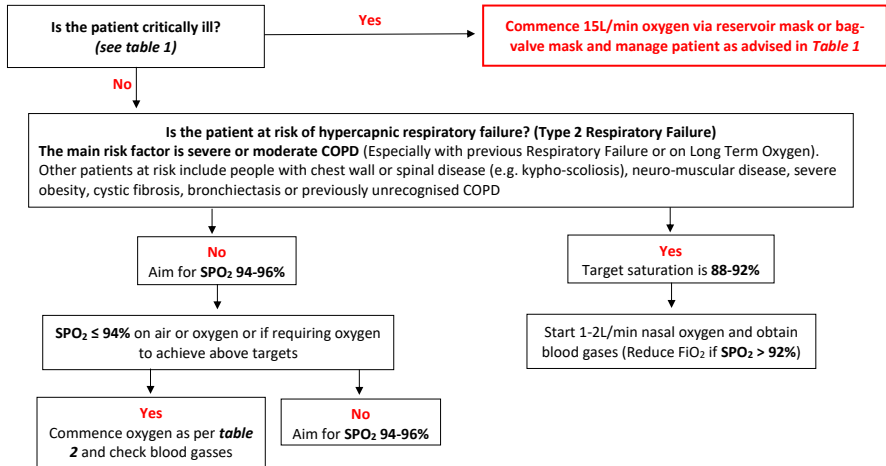 Is the patient critically ill?
(see table 1)
Yes
Commence 15L/min oxygen via reservoir mask or bag-
valve mask and manage patient as advised in Table 1
No
Is the patient at risk of hypercapnic respiratory failure? (Type 2 Respiratory Failure)
The main risk factor is severe or moderate COPD (Especially with previous Respiratory Failure or on Long Term Oxygen).
Other patients at risk include people with chest wall or spinal disease (e.g. kypho-scoliosis), neuro-muscular disease, severe
obesity, cystic fibrosis, bronchiectasis or previously unrecognised COPD
No
Aim for SPO₂ 94-96%
Yes
Target saturation is 88-92%
SPO₂ ≤ 94% on air or oxygen or if requiring oxygen
to achieve above targets
Start 1-2L/min nasal oxygen and obtain
blood gases (Reduce FiO₂ if SPO₂ > 92%)
Yes
Commence oxygen as per table
2 and check blood gasses
No
Aim for SPO₂ 94-96%